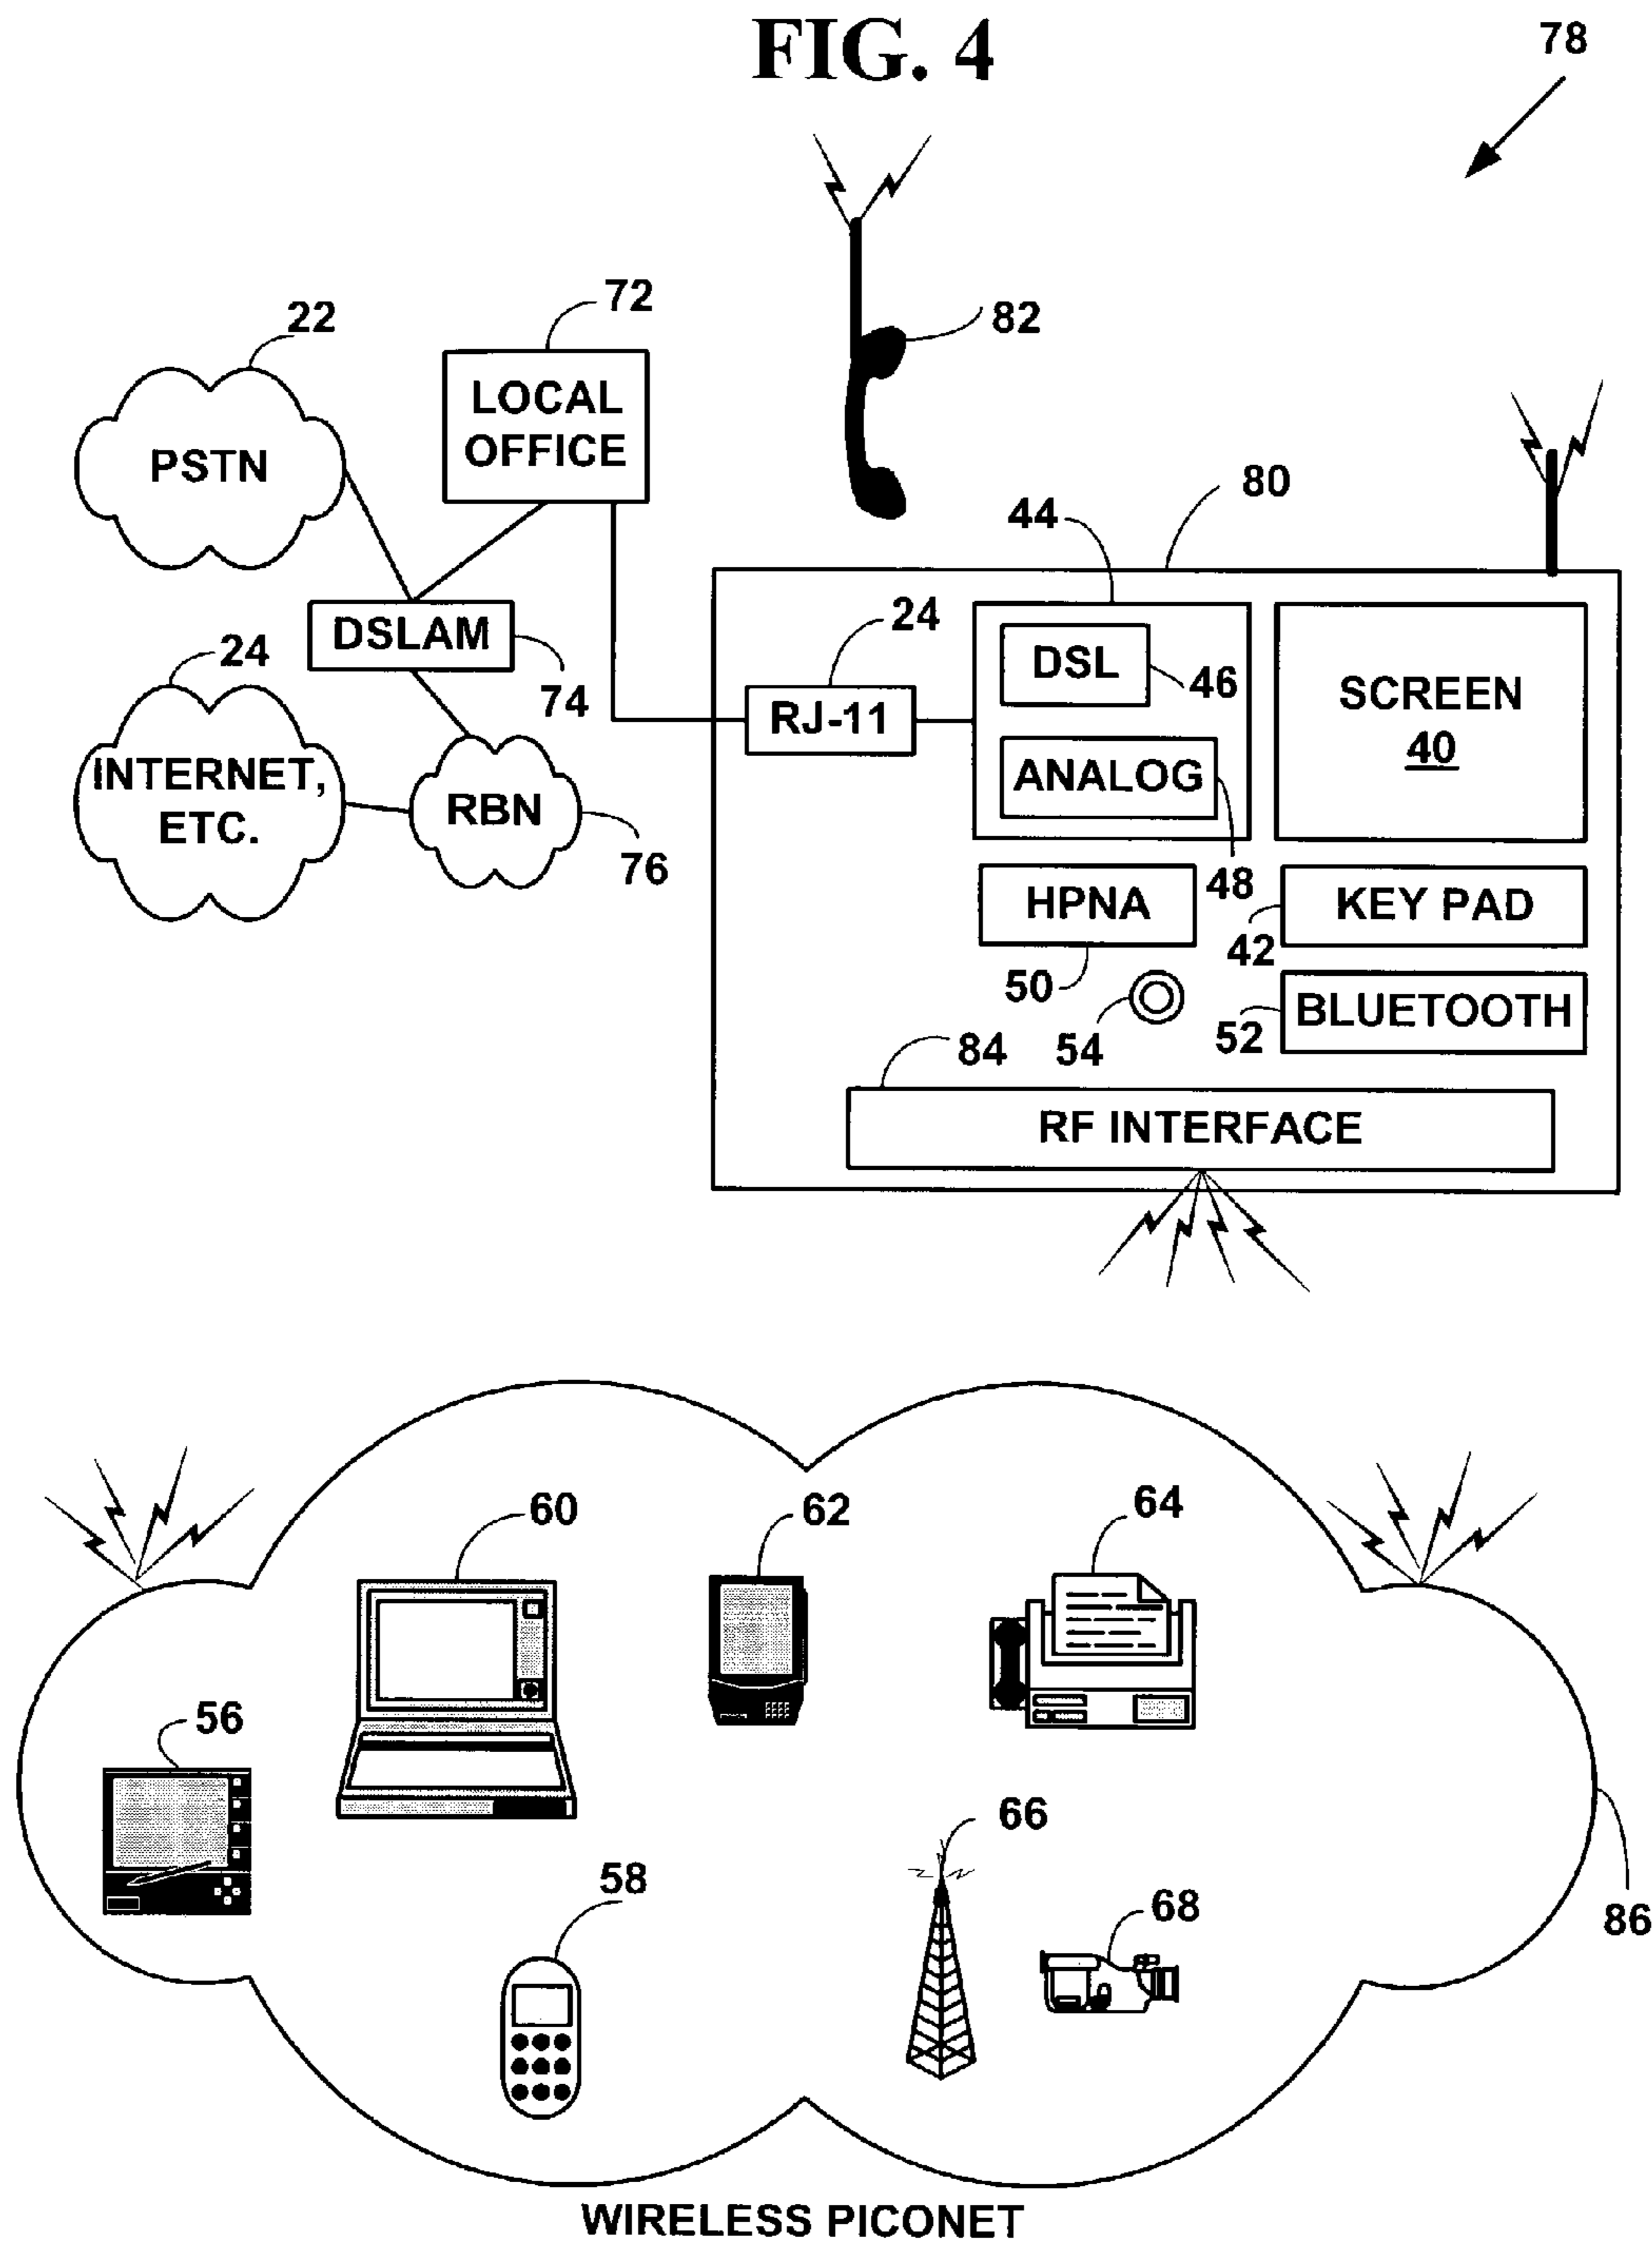 FIG. 4
78
72
22
82
LOCAL
OFFICE
PSTN
80
44
24
DSLAM
24
DSL
46
SCREEN
40
74
RJ-11
INTERNET,
ETC.
RBN
ANALOG
76
48
HPNA
KEY PAD
42
50
54
52
BLUETOOTH
84
RF INTERFACE
60
62
64
56
66
58
68
86
WIRELESS PICONET